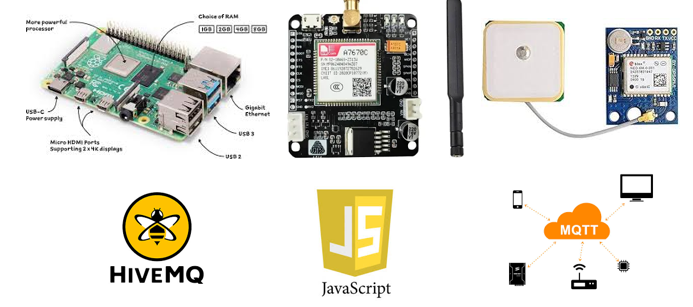 More powerful
processor
Choice of RAM
1GB 2GB 4GB 8GB
USB-C
Power supply
Micro HDMI Ports
Supporting 2 x 4K displays
Gigabit
Ethernet
USB 3
USB 2
A7670C
HIVEMQ
JS
JavaScript
MQTT